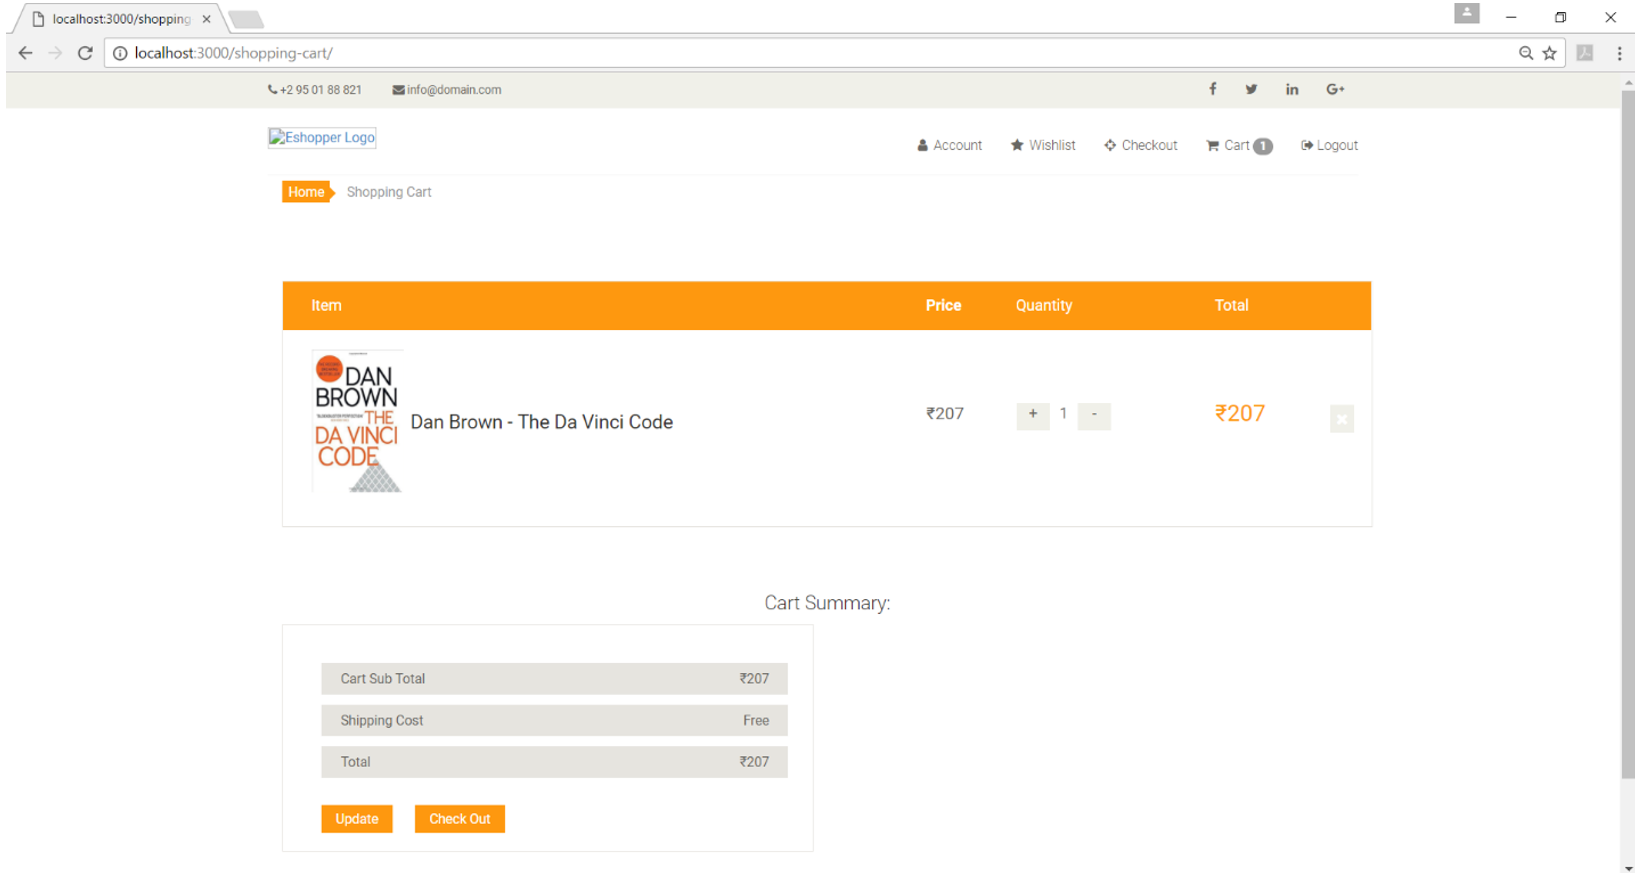 localhost:3000/shopping
localhost:3000/shopping-cart/
+2 95 01 88 821 info@domain.com
Eshopper Logo
Account Wishlist Checkout Cart 1 Logout
Home Shopping Cart
Item Price Quantity Total
DAN
BROWN
THE
DA VINCI
CODE
Dan Brown - The Da Vinci Code ₹207 + 1 - ₹207
Cart Summary:
Cart Sub Total ₹207
Shipping Cost Free
Total ₹207
Update Check Out